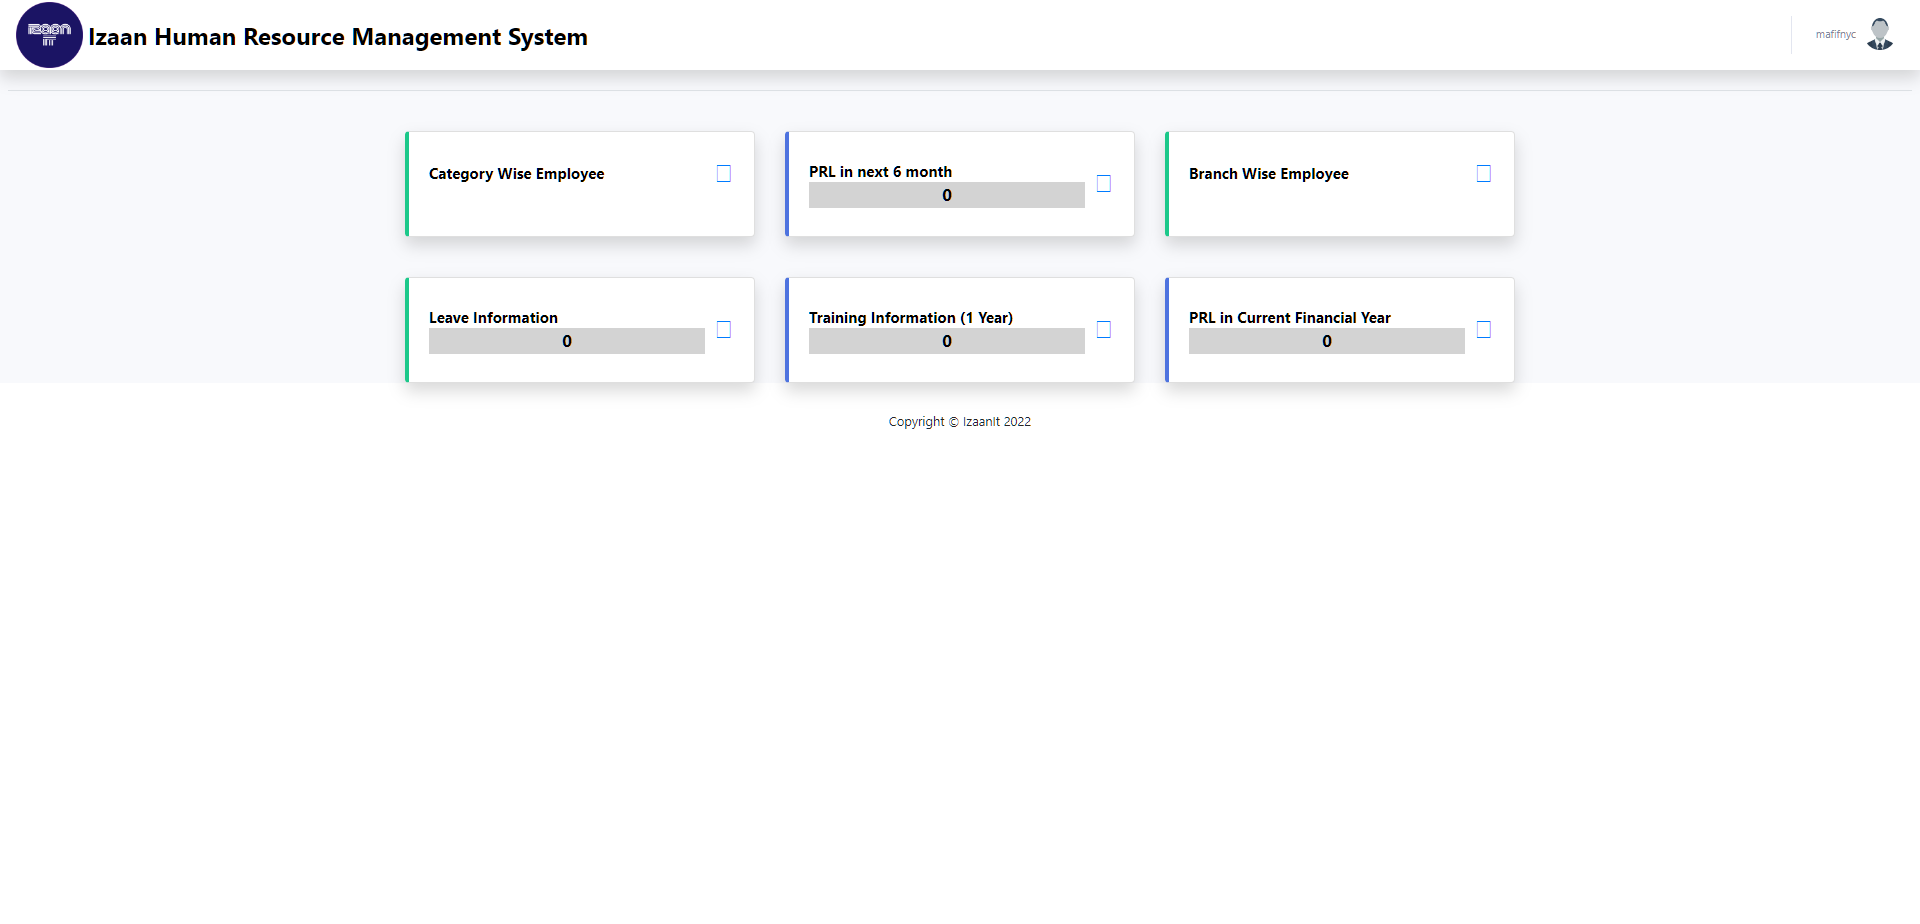 izaan
IT
Izaan Human Resource Management System
mafifnyc
Category Wise Employee
PRL in next 6 month
0
Branch Wise Employee
Leave Information
0
Training Information (1 Year)
0
PRL in Current Financial Year
0
Copyright © IzaanIt 2022